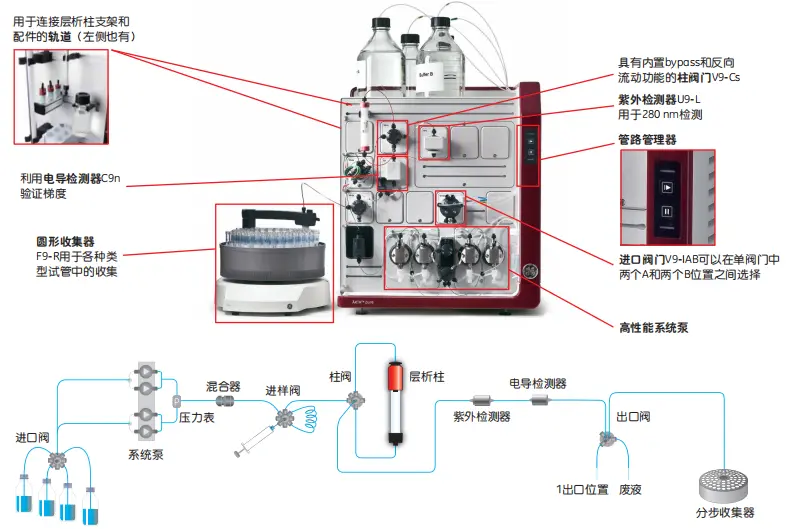 用于连接层析柱支架和
配件的轨道（左侧也有）
具有内置bypass和反向
流动功能的柱阀门V9-Cs
紫外检测器U9-L
用于280 nm检测
管路管理器
利用电导检测器C9n
验证梯度
圆形收集器
F9-R用于各种类
型试管中的收集
进口阀门V9-IAB可以在单阀门中
两个A和两个B位置之间选择
高性能系统泵
Buffer B
ÄKTA pure
进口阀
系统泵
压力表
混合器
进样阀
柱阀
层析柱
紫外检测器
电导检测器
出口阀
1出口位置
废液
分步收集器